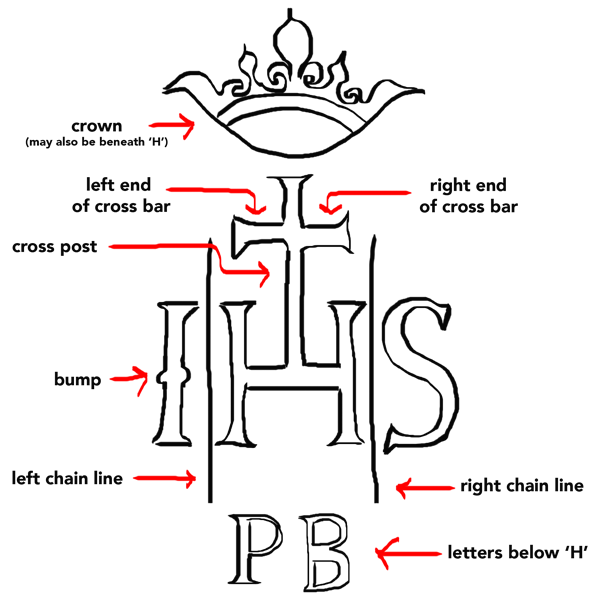 crown
(may also be beneath ‘H’)
left end
of cross bar
right end
of cross bar
cross post
IHS
bump
left chain line
right chain line
PB
letters below ‘H’